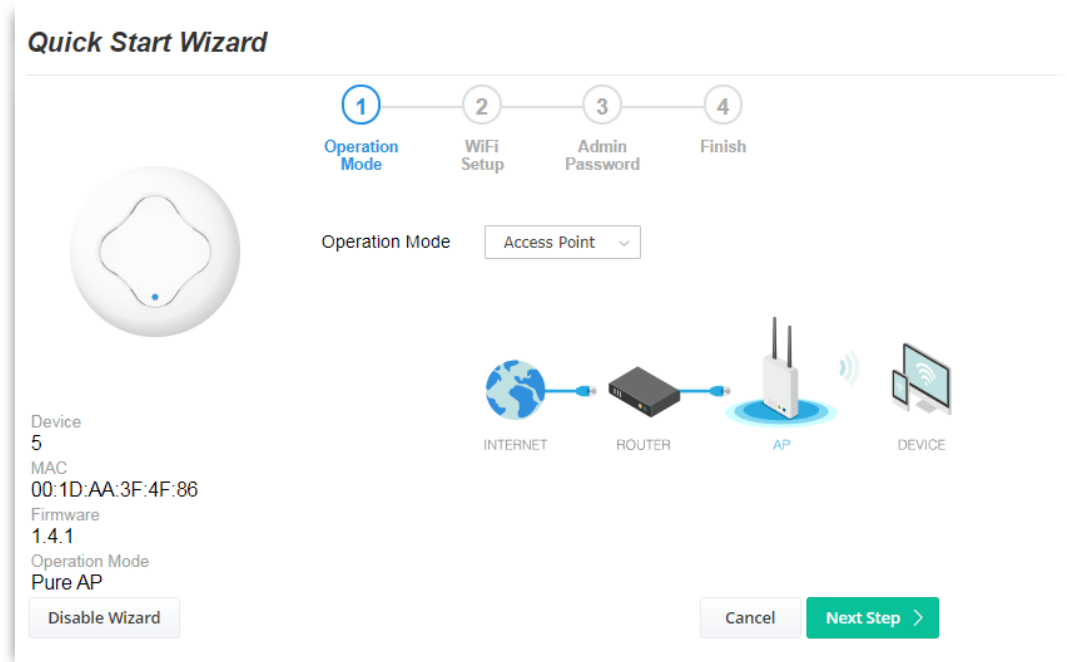 Quick Start Wizard
1
2
3
4
Operation
Mode
WiFi
Setup
Admin
Password
Finish
Operation Mode
Access Point
INTERNET
ROUTER
AP
DEVICE
Device
5
MAC
00:1D:AA:3F:4F:86
Firmware
1.4.1
Operation Mode
Pure AP
Disable Wizard
Cancel
Next Step